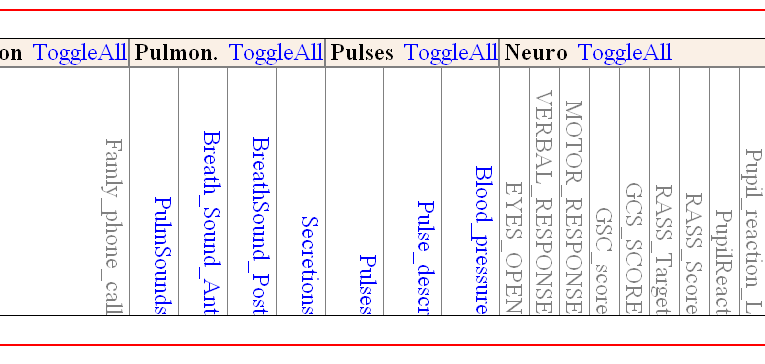 on ToggleAll Pulmon. ToggleAll Pulses ToggleAll Neuro ToggleAll
Famly_phone_call
PulmSounds
Breath_Sound_Ant
BreathSound_Post
Secretions
Pulses
Pulse_descr
Blood_pressure
EYES_OPEN
VERBAL_RESPONSE
MOTOR_RESPONSE
GSC_score
GCS_SCORE
RASS_Target
RASS_Score
PupilReact
Pupil_reaction_L